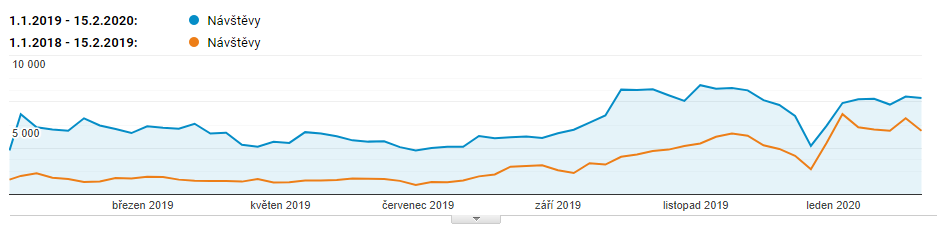 1.1.2019 - 15.2.2020: Návštěvy
1.1.2018 - 15.2.2019: Návštěvy
10 000
5 000
březen 2019 květen 2019 červenec 2019 září 2019 listopad 2019 leden 2020